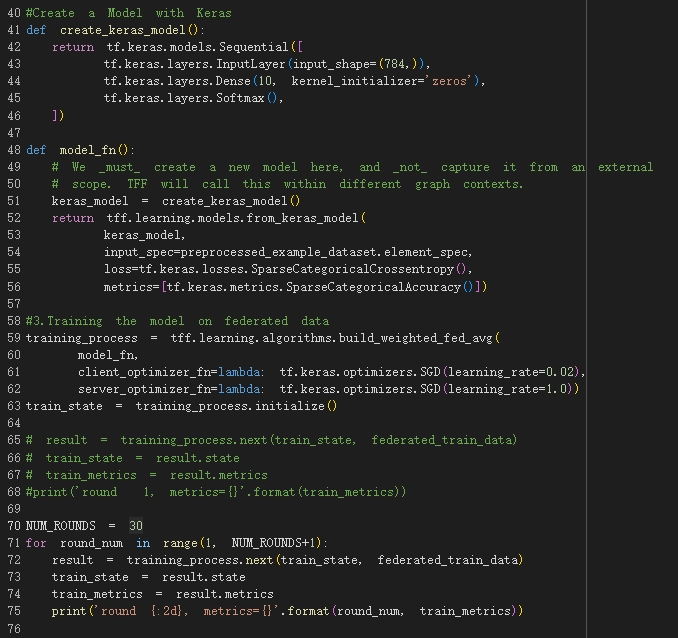 40 #Create a Model with Keras
41 def create_keras_model():
42     return tf.keras.models.Sequential([
43             tf.keras.layers.InputLayer(input_shape=(784,)),
44             tf.keras.layers.Dense(10, kernel_initializer='zeros'),
45             tf.keras.layers.Softmax(),
46     ])
47
48 def model_fn():
49     # We _must_ create a new model here, and _not_ capture it from an external
50     # scope. TFF will call this within different graph contexts.
51     keras_model = create_keras_model()
52     return tff.learning.models.from_keras_model(
53             keras_model,
54             input_spec=preprocessed_example_dataset.element_spec,
55             loss=tf.keras.losses.SparseCategoricalCrossentropy(),
56             metrics=[tf.keras.metrics.SparseCategoricalAccuracy()])
57
58 #3.Training the model on federated data
59 training_process = tff.learning.algorithms.build_weighted_fed_avg(
60         model_fn,
61         client_optimizer_fn=lambda: tf.keras.optimizers.SGD(learning_rate=0.02),
62         server_optimizer_fn=lambda: tf.keras.optimizers.SGD(learning_rate=1.0))
63 train_state = training_process.initialize()
64
65 # result = training_process.next(train_state, federated_train_data)
66 # train_state = result.state
67 # train_metrics = result.metrics
68 #print('round  1, metrics={}'.format(train_metrics))
69
70 NUM_ROUNDS = 30
71 for round_num in range(1, NUM_ROUNDS+1):
72     result = training_process.next(train_state, federated_train_data)
73     train_state = result.state
74     train_metrics = result.metrics
75     print('round {:2d}, metrics={}'.format(round_num, train_metrics))
76